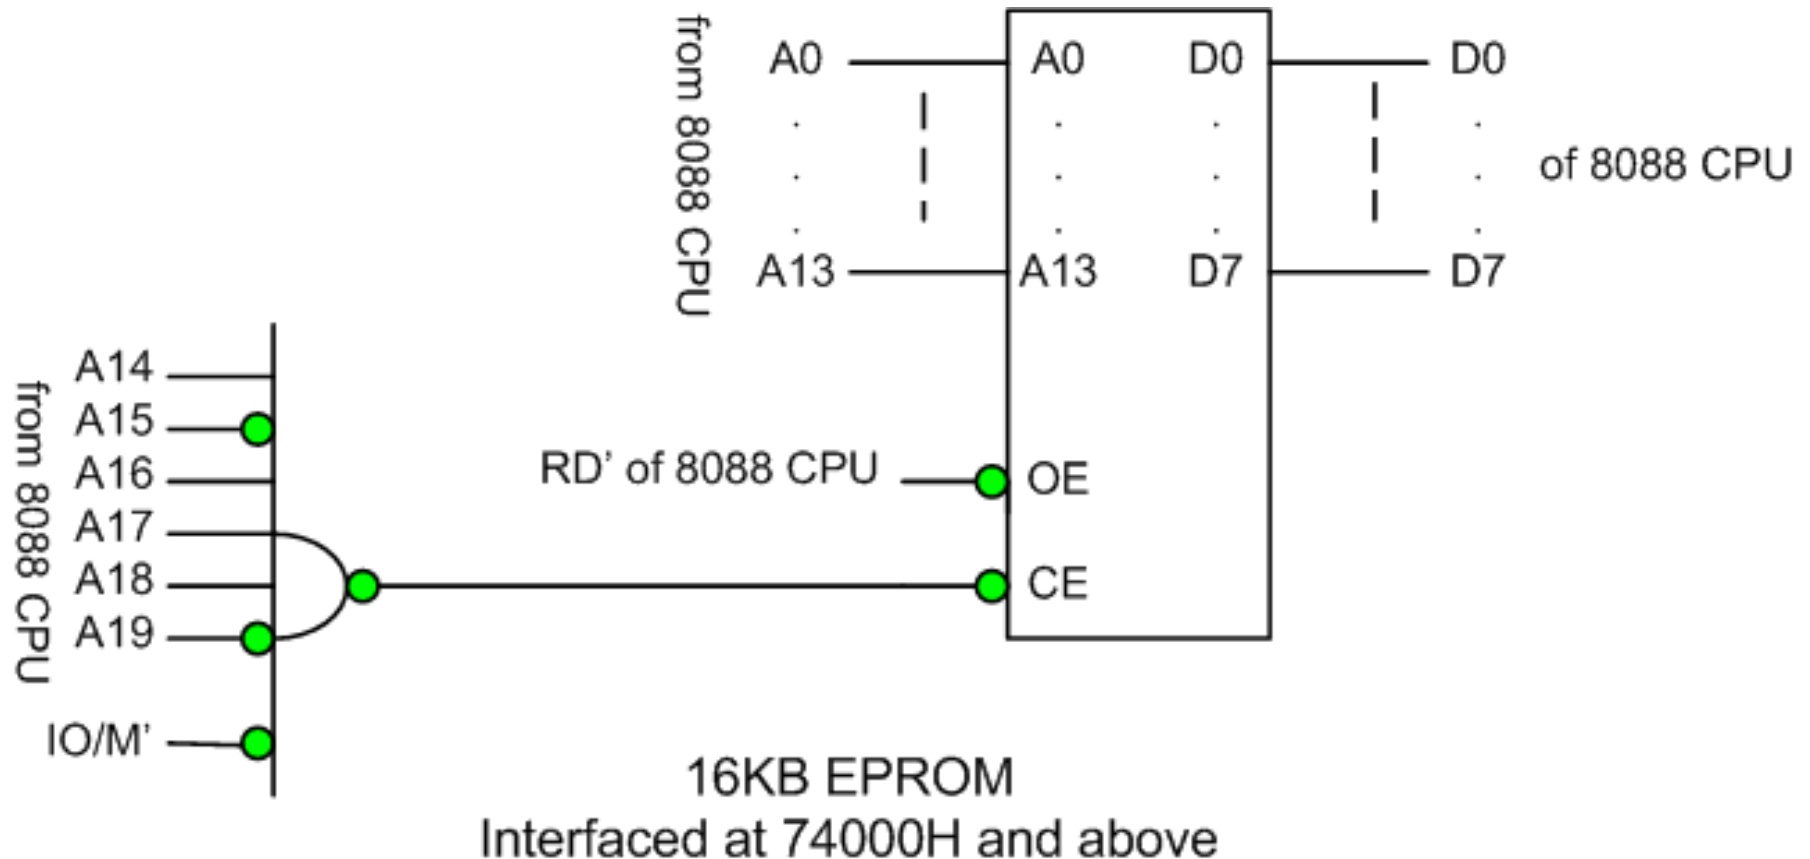 from 8088 CPU
A0
A0
D0
D0
of 8088 CPU
A13
A13
D7
D7
from 8088 CPU
A14
A15
A16
A17
A18
A19
IO/M’
RD’ of 8088 CPU
OE
CE
16KB EPROM
Interfaced at 74000H and above